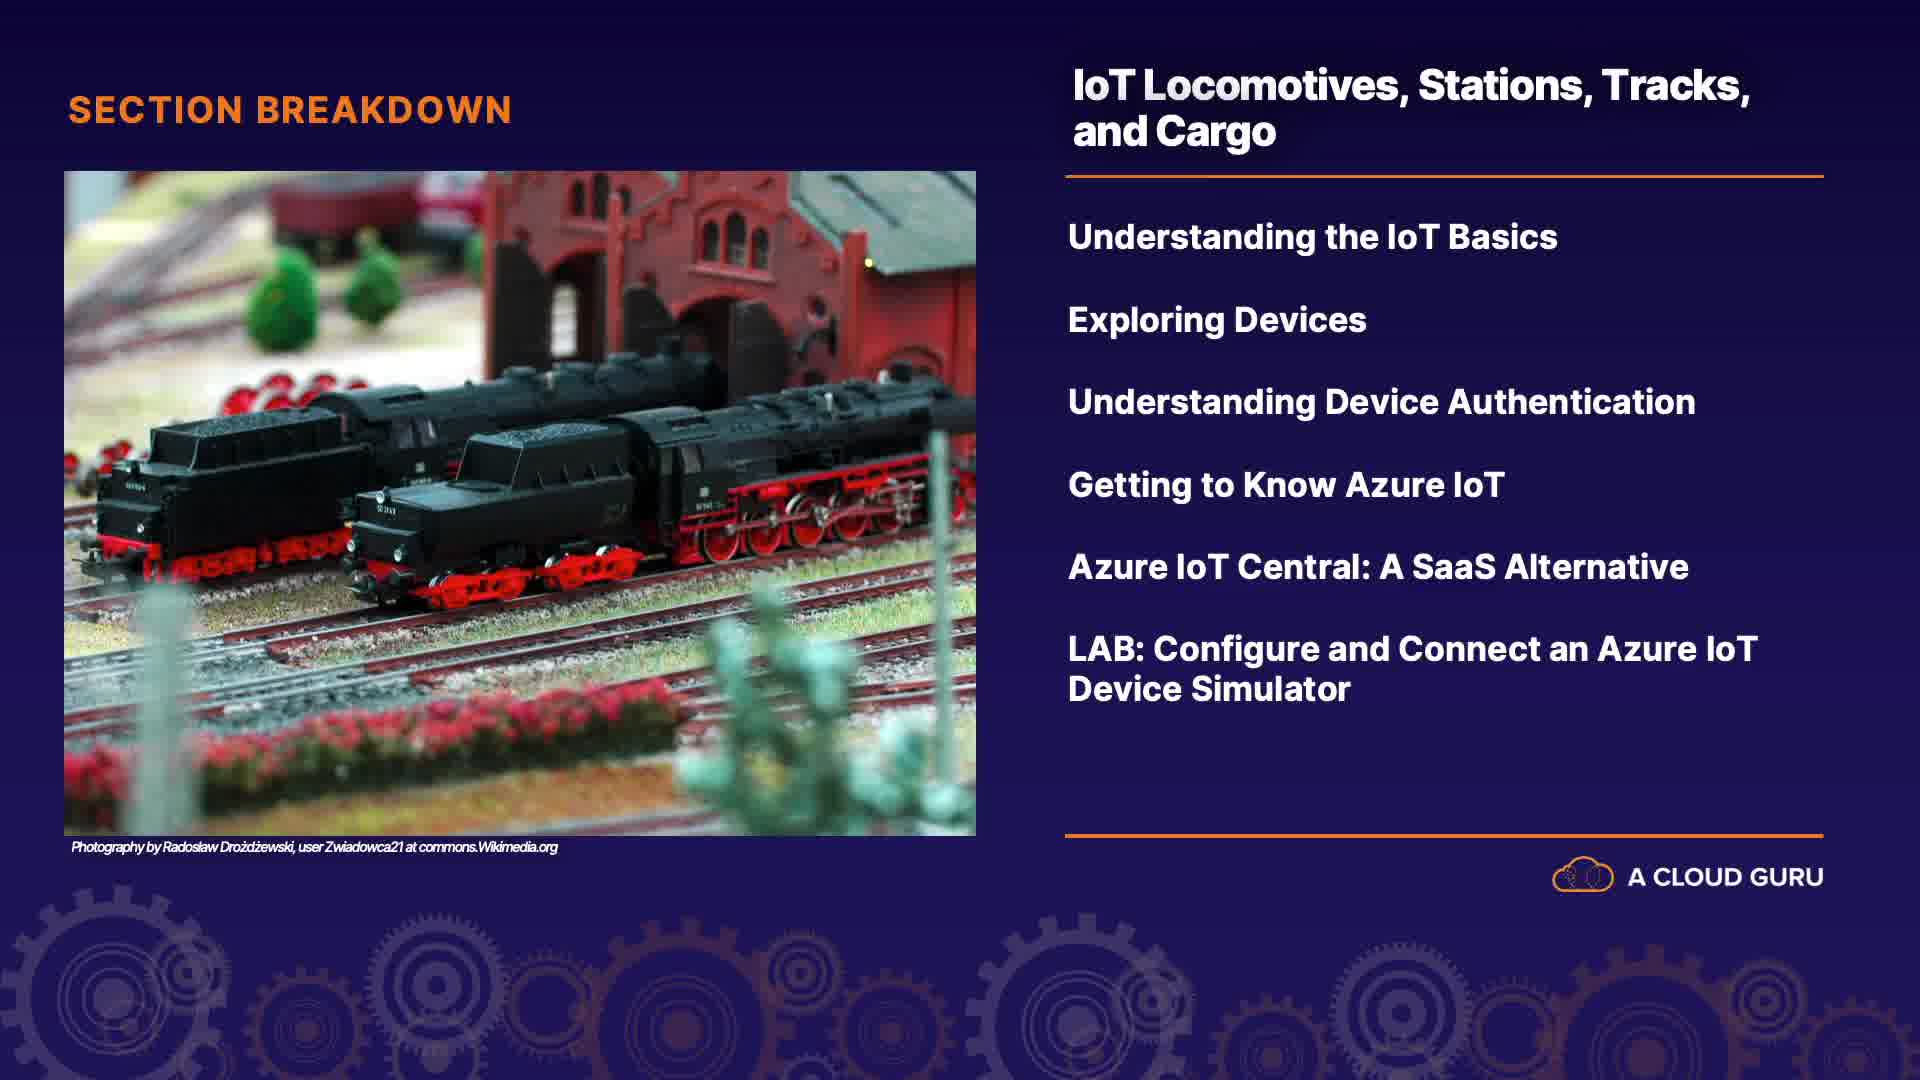 SECTION BREAKDOWN
IoT Locomotives, Stations, Tracks,
and Cargo
Understanding the IoT Basics
Exploring Devices
Understanding Device Authentication
Getting to Know Azure IoT
Azure IoT Central: A SaaS Alternative
LAB: Configure and Connect an Azure IoT
Device Simulator
Photography by Radosław Drożdżewski, user Zwiadowca21 at commons.Wikimedia.org
A CLOUD GURU